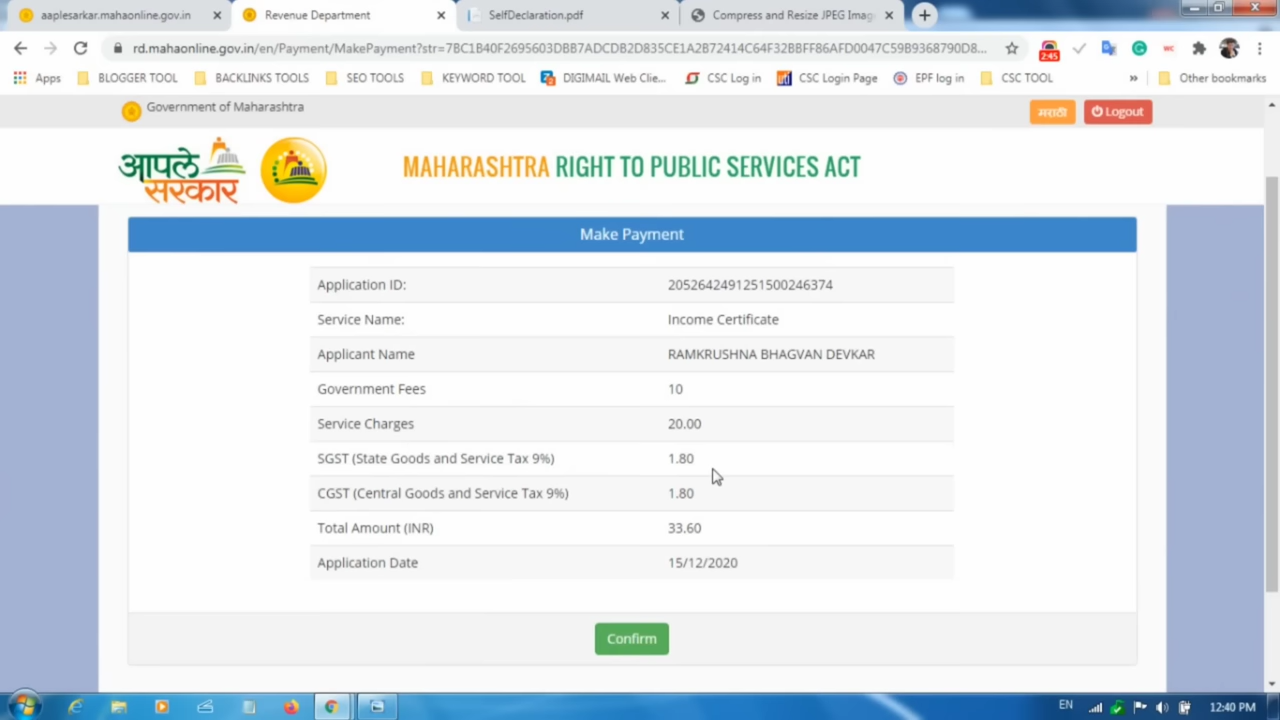 aaplesarkar.mahaonline.gov.in
Revenue Department
SelfDeclaration.pdf
Compress and Resize JPEG Imag
rd.mahaonline.gov.in/en/Payment/MakePayment?str=7BC1B40F2695603DBB7ADCDB2D835CE1A2B72414C64F32BBFF86AFD0047C59B9368790D8...
2:45
Apps BLOGGER TOOL BACKLINKS TOOLS SEO TOOLS KEYWORD TOOL DIGIMAIL Web Clie... CSC Log in CSC Login Page EPF log in CSC TOOL » Other bookmarks
Government of Maharashtra
मराठी Logout
आपले सरकार
MAHARASHTRA RIGHT TO PUBLIC SERVICES ACT
Make Payment
Application ID: 2052642491251500246374
Service Name: Income Certificate
Applicant Name RAMKRUSHNA BHAGVAN DEVKAR
Government Fees 10
Service Charges 20.00
SGST (State Goods and Service Tax 9%) 1.80
CGST (Central Goods and Service Tax 9%) 1.80
Total Amount (INR) 33.60
Application Date 15/12/2020
Confirm
EN 12:40 PM